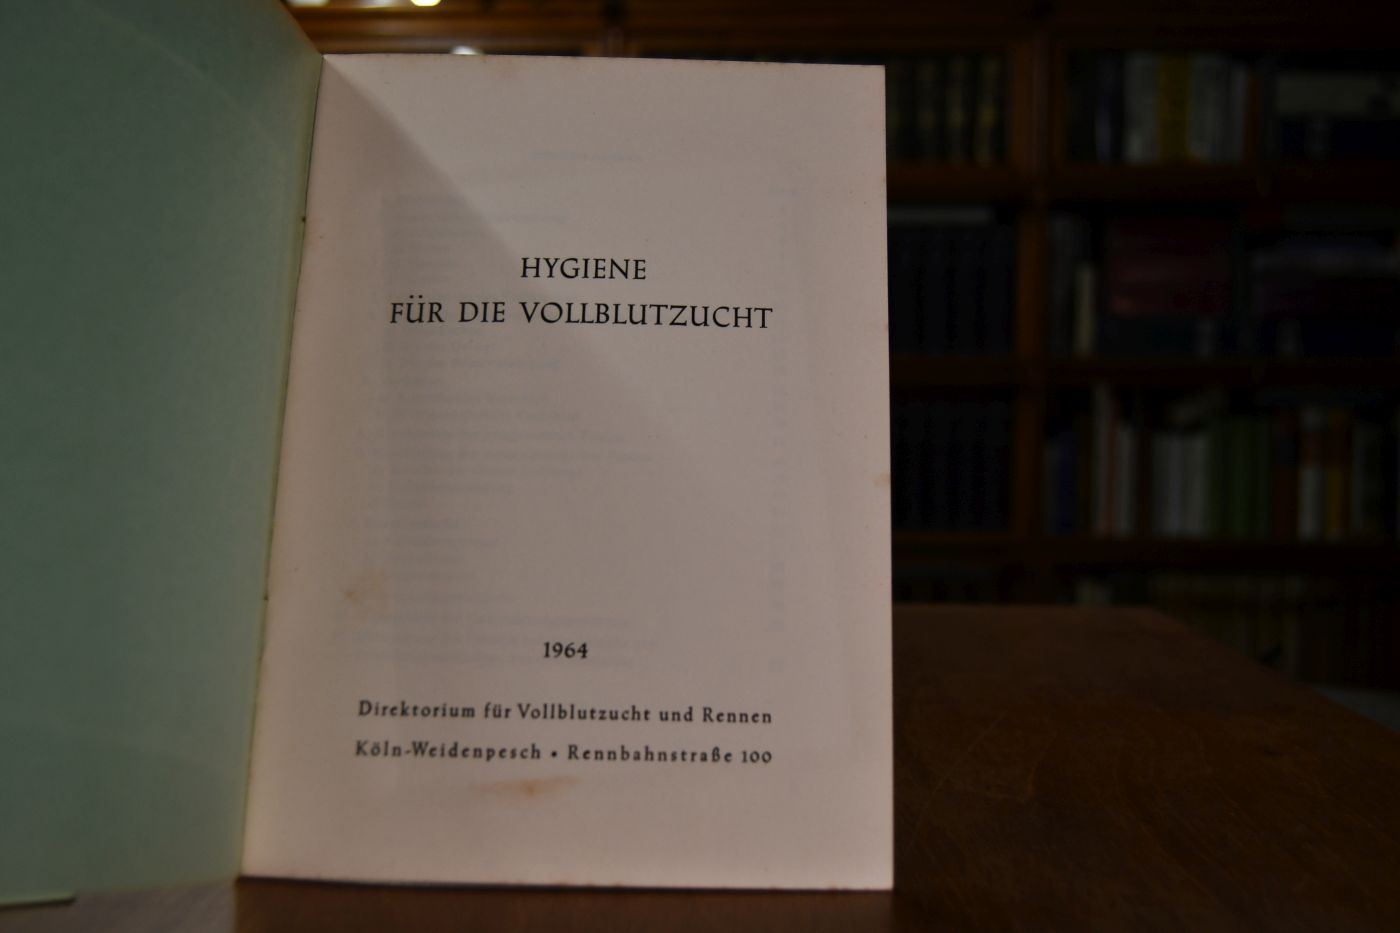 HYGIENE
FÜR DIE VOLLBLUTZUCHT
1964
Direktorium für Vollblutzucht und Rennen
Köln-Weidenpesch • Rennbahnstraße 100